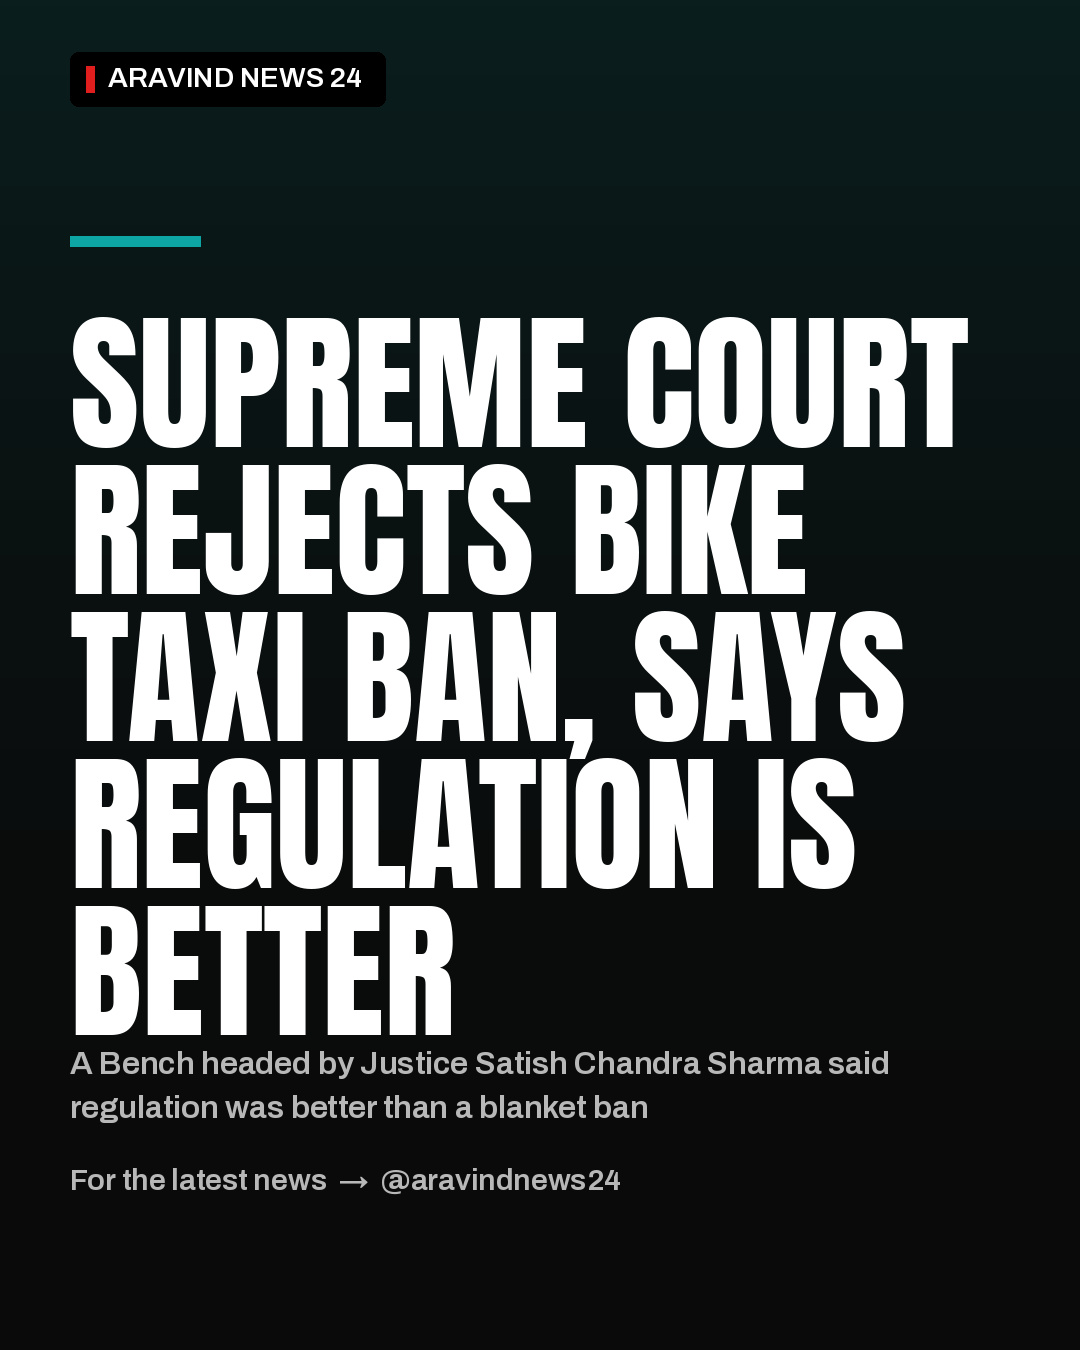 ARAVIND NEWS 24
SUPREME COURT
REJECTS BIKE
TAXI BAN, SAYS
REGULATION IS
BETTER
A Bench headed by Justice Satish Chandra Sharma said
regulation was better than a blanket ban
For the latest news → @aravindnews24